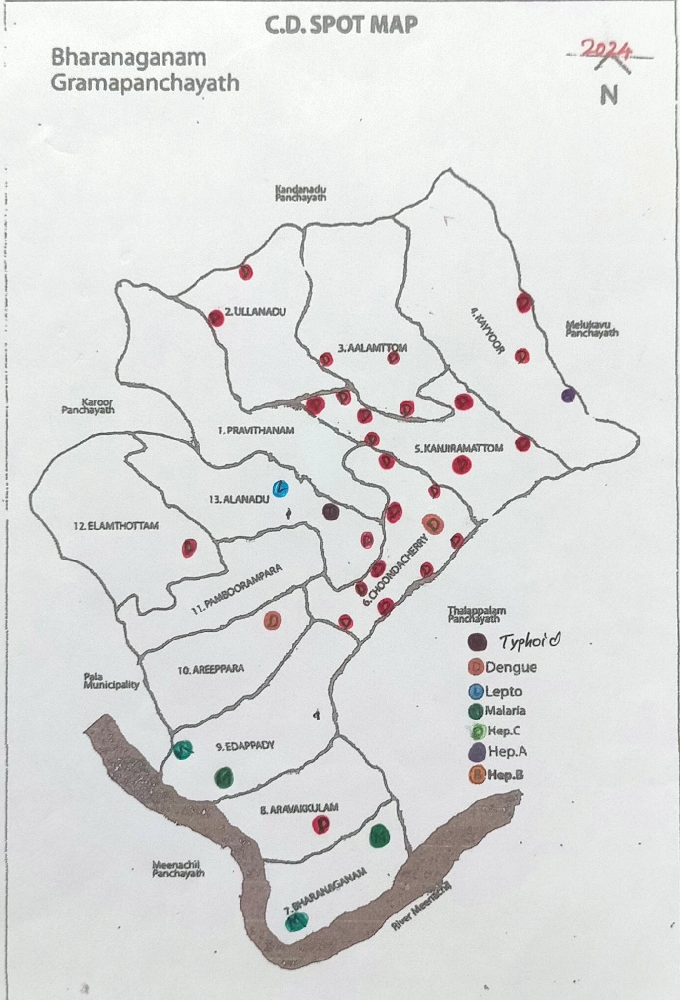 C.D. SPOT MAP
Bharanaganam
Gramapanchayath
2024
N
Kandanadu
Panchayath
2. ULLANADU
3. AALAMTTOM
4. KAYYOOR
Melukavu
Panchayath
Karoor
Panchayath
1. PRAVITHANAM
5. KANJIRAMATTOM
13. ALANADU
12. ELAMTHOTTAM
6. CHOONDACHERRY
11. PAMBOORAMPARA
Thalappalam
Panchayath
Typhoid
D Dengue
L Lepto
Malaria
Hep.C
Hep.A
B Hep.B
10. AREEPPARA
Pala
Municipality
9. EDAPPADY
8. ARAVAKKULAM
Meenachil
Panchayath
7. BHARANAGANAM
River Meenachil
D
D
D
D
D
D
D
D
D
D
D
D
L
D
D
D
D
D
D
D
D
D
D
M
M